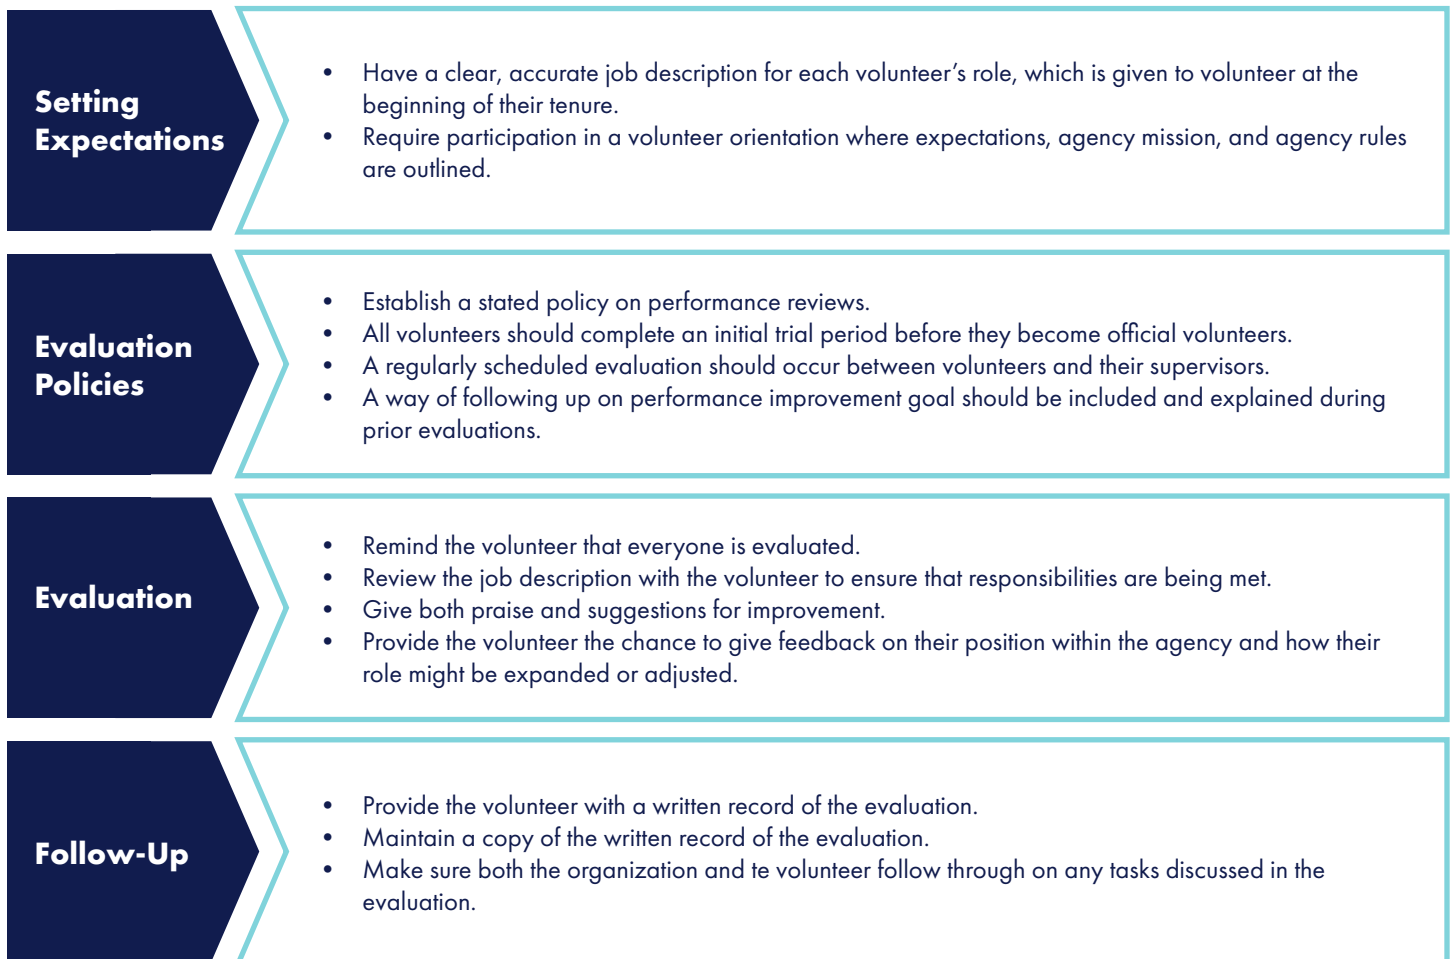 Setting
Expectations
• Have a clear, accurate job description for each volunteer’s role, which is given to volunteer at the
beginning of their tenure.
• Require participation in a volunteer orientation where expectations, agency mission, and agency rules
are outlined.
Evaluation
Policies
• Establish a stated policy on performance reviews.
• All volunteers should complete an initial trial period before they become official volunteers.
• A regularly scheduled evaluation should occur between volunteers and their supervisors.
• A way of following up on performance improvement goal should be included and explained during
prior evaluations.
Evaluation
• Remind the volunteer that everyone is evaluated.
• Review the job description with the volunteer to ensure that responsibilities are being met.
• Give both praise and suggestions for improvement.
• Provide the volunteer the chance to give feedback on their position within the agency and how their
role might be expanded or adjusted.
Follow-Up
• Provide the volunteer with a written record of the evaluation.
• Maintain a copy of the written record of the evaluation.
• Make sure both the organization and te volunteer follow through on any tasks discussed in the
evaluation.